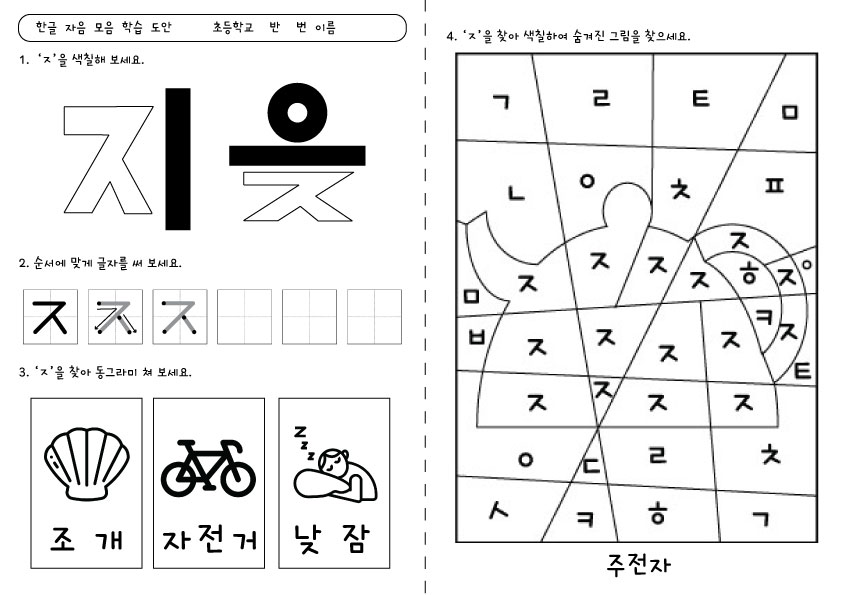 한글 자음 모음 학습 도안 초등학교 반 번 이름
1. ‘ㅈ’을 색칠해 보세요.
지읒
2. 순서에 맞게 글자를 써 보세요.
ㅈ ㅈ ㅈ
3. ‘ㅈ’을 찾아 동그라미 쳐 보세요.
z z z
조개 자전거 낮잠
4. ‘ㅈ’을 찾아 색칠하여 숨겨진 그림을 찾으세요.
ㄱ ㄹ ㅌ ㅁ
ㄴ ㅇ ㅊ ㅍ
ㅈ
ㅈ ㅈ ㅈ ㅈ ㅎ ㅈ ㅇ
ㅁ ㅋ
ㅂ ㅈ ㅈ ㅈ ㅈ ㅈ
ㅌ
ㅈ ㅈ ㅈ ㅈ
ㅇ ㄷ ㄹ ㅊ
ㅅ ㅋ ㅎ ㄱ
주전자